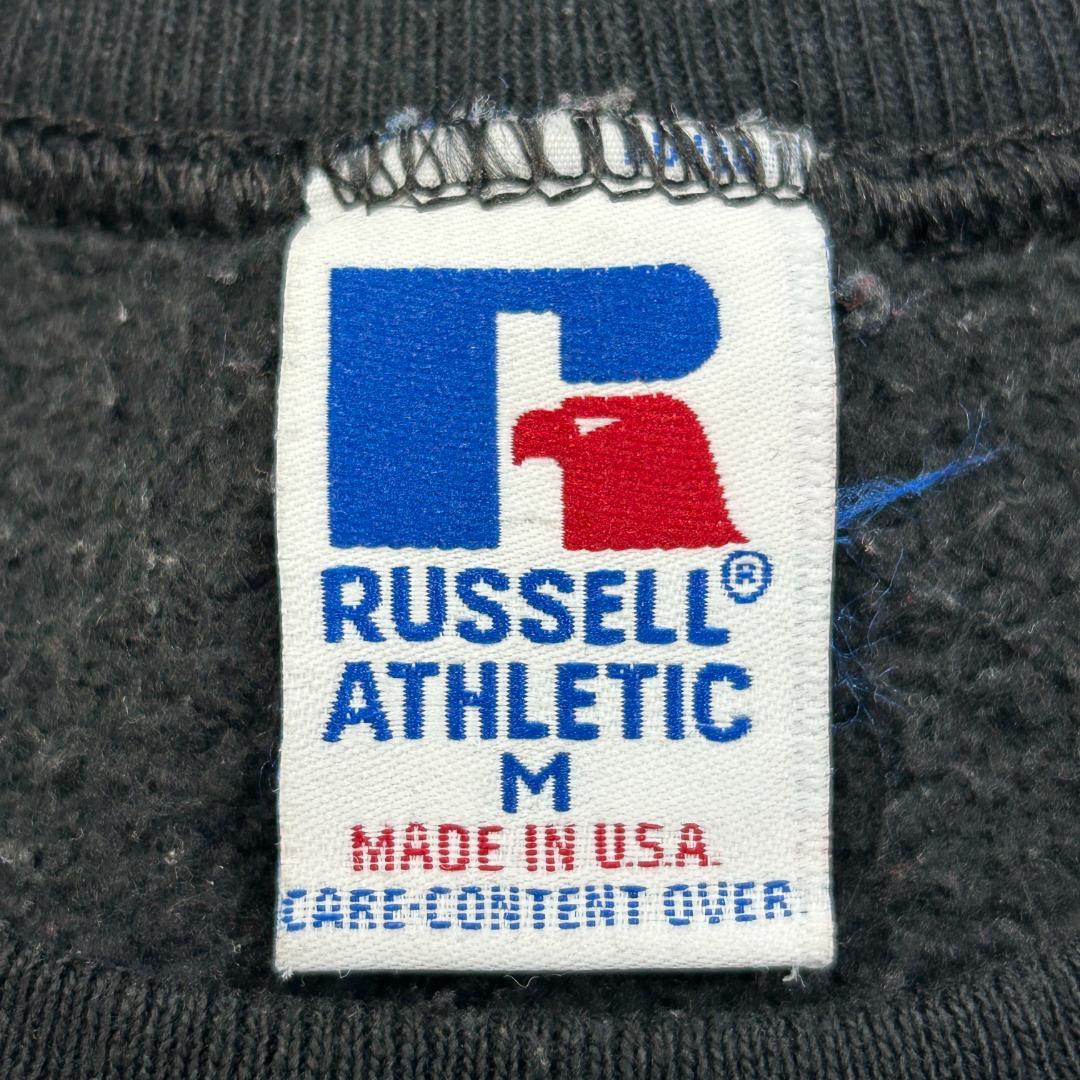 RUSSELL®
ATHLETIC
M
MADE IN U.S.A.
CARE-CONTENT OVER